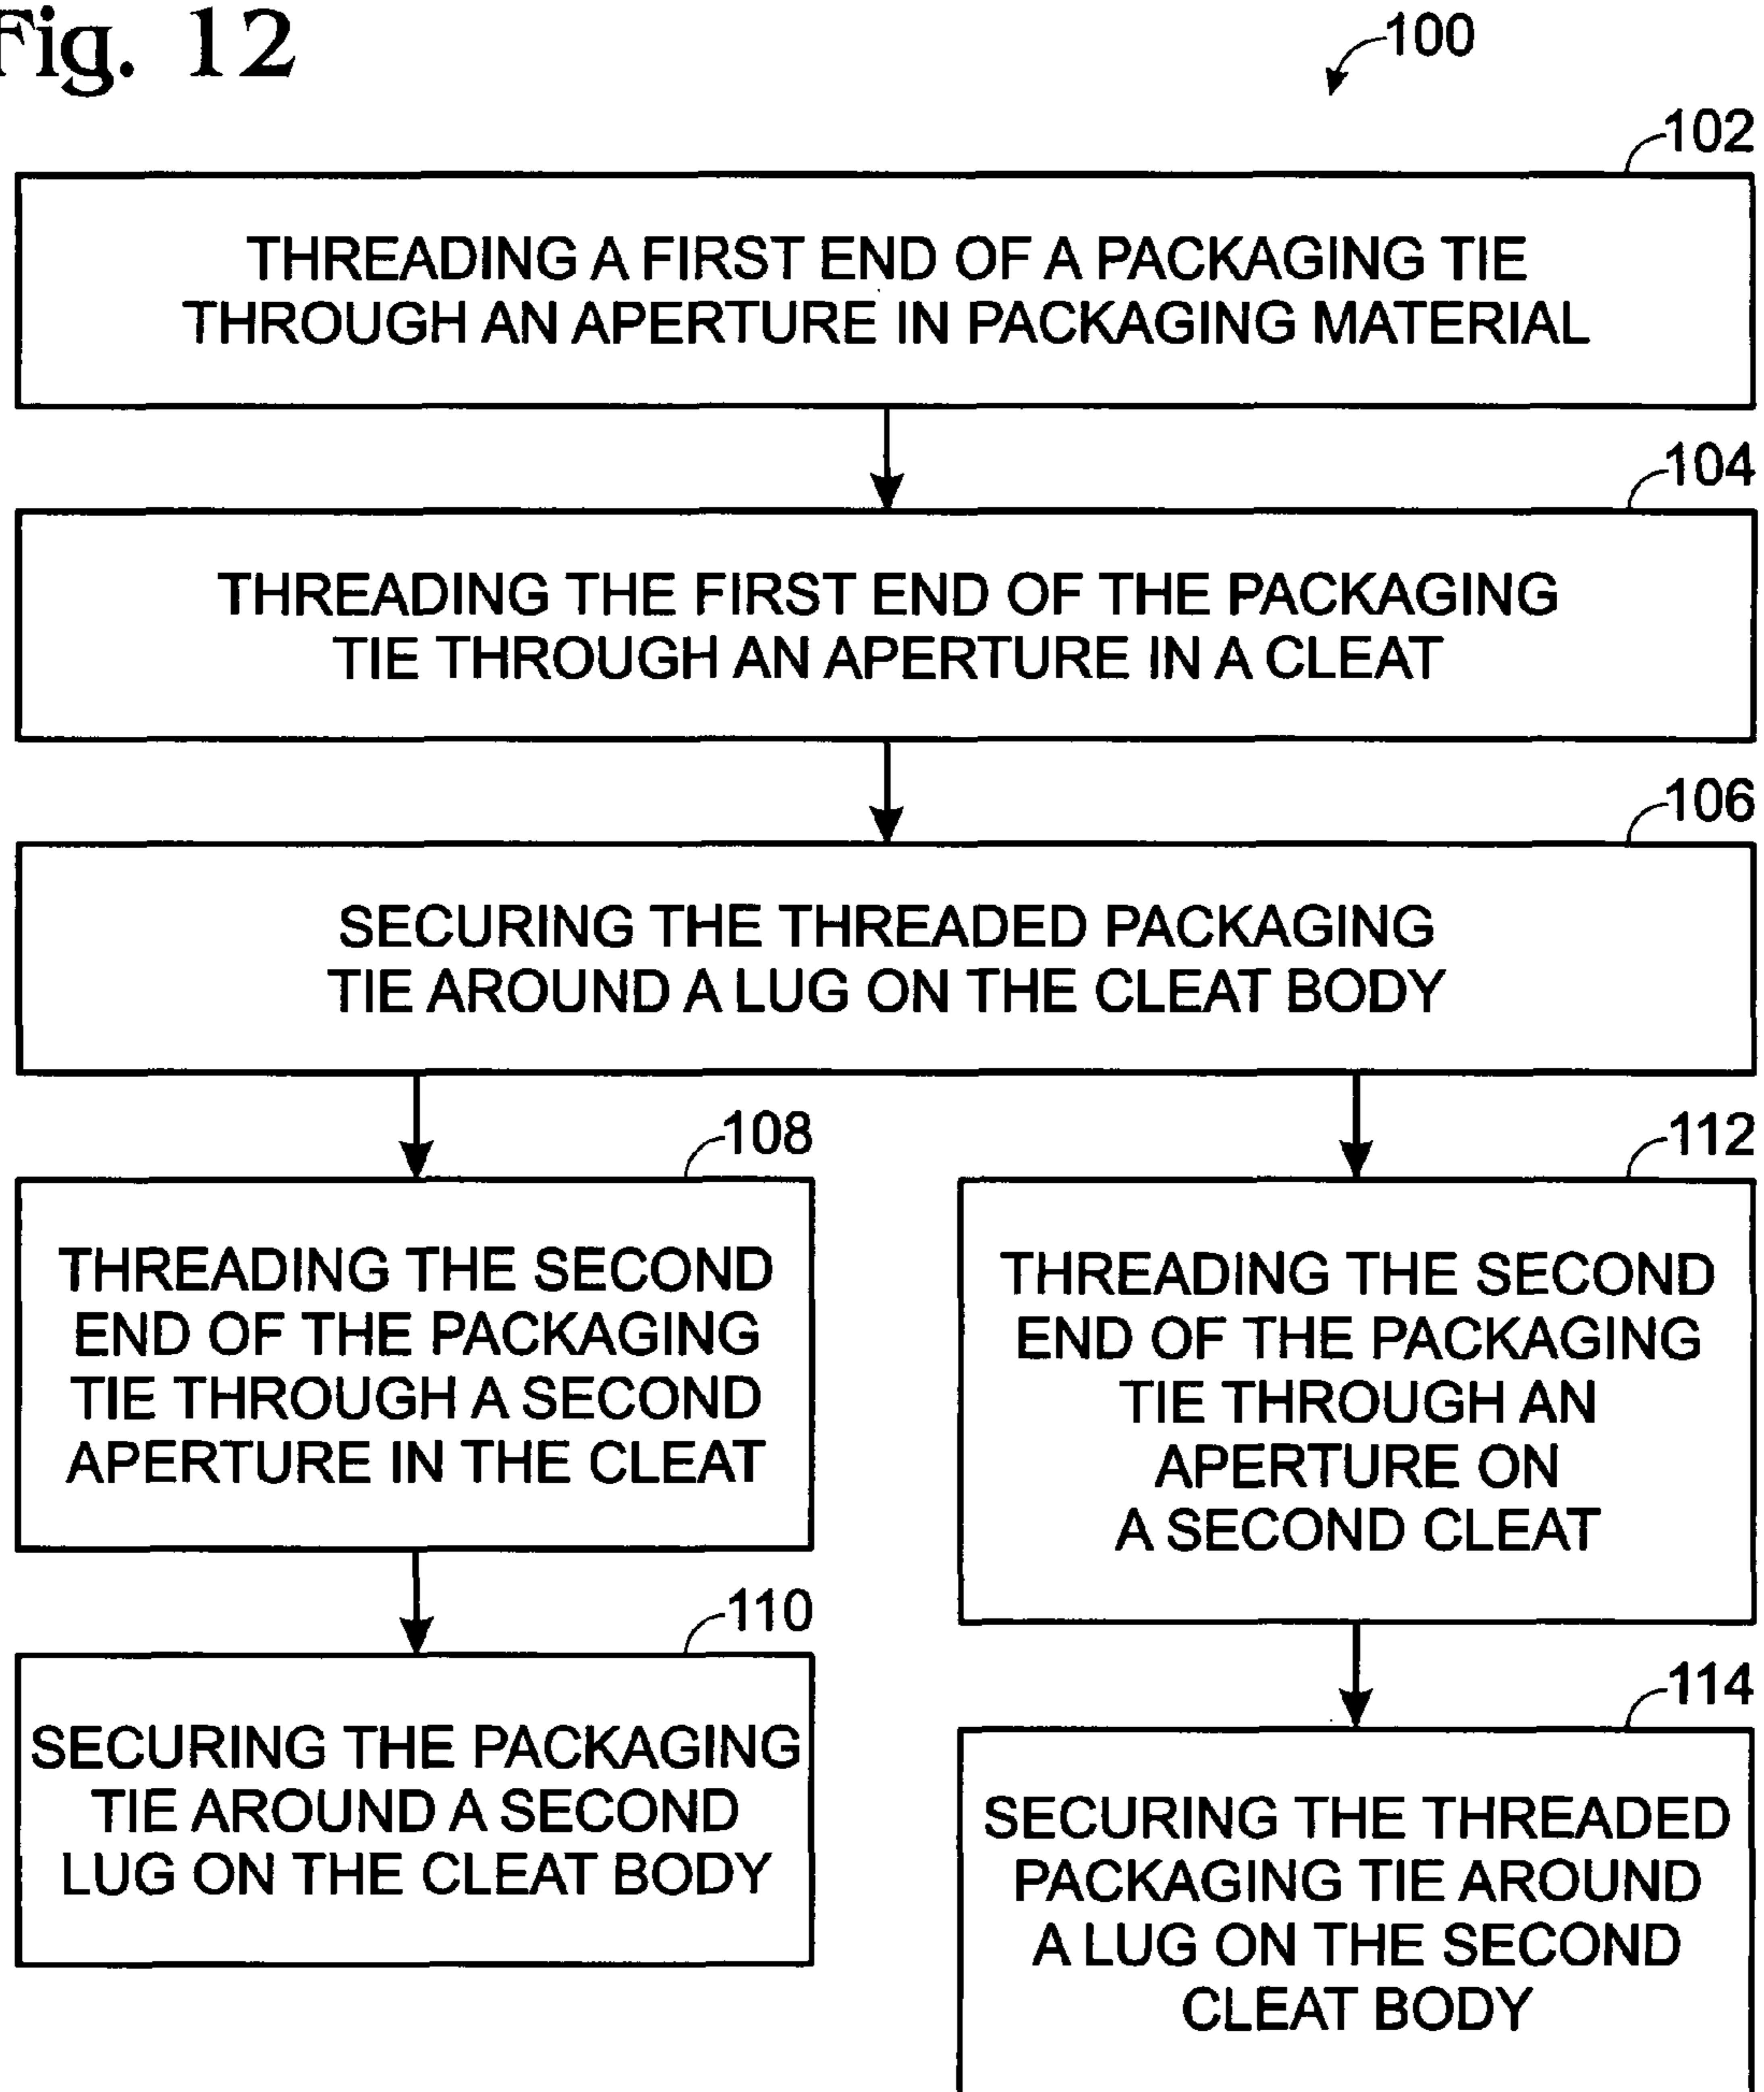 Fig. 12
100
102
THREADING A FIRST END OF A PACKAGING TIE
THROUGH AN APERTURE IN PACKAGING MATERIAL
104
THREADING THE FIRST END OF THE PACKAGING
TIE THROUGH AN APERTURE IN A CLEAT
106
SECURING THE THREADED PACKAGING
TIE AROUND A LUG ON THE CLEAT BODY
108
THREADING THE SECOND
END OF THE PACKAGING
TIE THROUGH A SECOND
APERTURE IN THE CLEAT
110
SECURING THE PACKAGING
TIE AROUND A SECOND
LUG ON THE CLEAT BODY
112
THREADING THE SECOND
END OF THE PACKAGING
TIE THROUGH AN
APERTURE ON
A SECOND CLEAT
114
SECURING THE THREADED
PACKAGING TIE AROUND
A LUG ON THE SECOND
CLEAT BODY